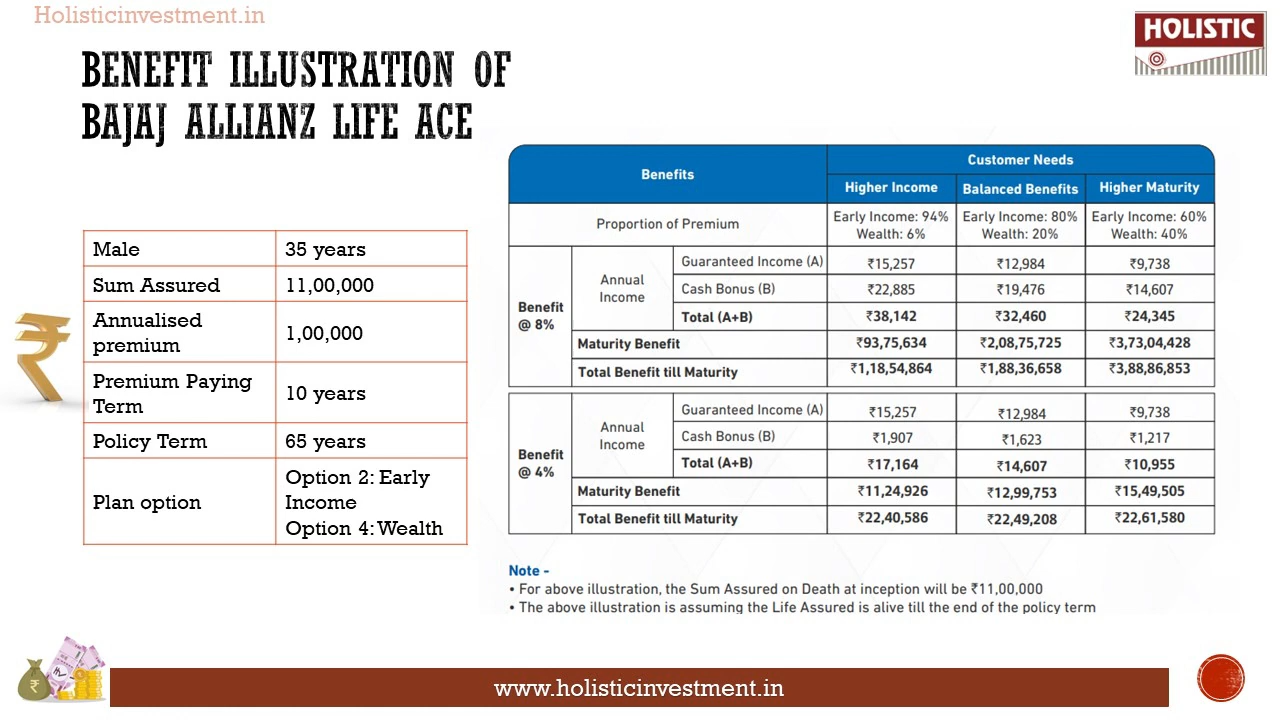 Holisticinvestment.in
HOLISTIC
BENEFIT ILLUSTRATION OF
BAJAJ ALLIANZ LIFE ACE
Male 35 years
Sum Assured 11,00,000
Annualised
premium 1,00,000
Premium Paying
Term 10 years
Policy Term 65 years
Plan option Option 2: Early
Income
Option 4: Wealth
Benefits Customer Needs
Higher Income Balanced Benefits Higher Maturity
Proportion of Premium Early Income: 94% Early Income: 80% Early Income: 60%
Wealth: 6% Wealth: 20% Wealth: 40%
Benefit
@ 8%
Annual
Income
Guaranteed Income (A) ₹15,257 ₹12,984 ₹9,738
Cash Bonus (B) ₹22,885 ₹19,476 ₹14,607
Total (A+B) ₹38,142 ₹32,460 ₹24,345
Maturity Benefit ₹93,75,634 ₹2,08,75,725 ₹3,73,04,428
Total Benefit till Maturity ₹1,18,54,864 ₹1,88,36,658 ₹3,88,86,853
Benefit
@ 4%
Annual
Income
Guaranteed Income (A) ₹15,257 ₹12,984 ₹9,738
Cash Bonus (B) ₹1,907 ₹1,623 ₹1,217
Total (A+B) ₹17,164 ₹14,607 ₹10,955
Maturity Benefit ₹11,24,926 ₹12,99,753 ₹15,49,505
Total Benefit till Maturity ₹22,40,586 ₹22,49,208 ₹22,61,580
Note -
• For above illustration, the Sum Assured on Death at inception will be ₹11,00,000
• The above illustration is assuming the Life Assured is alive till the end of the policy term
www.holisticinvestment.in